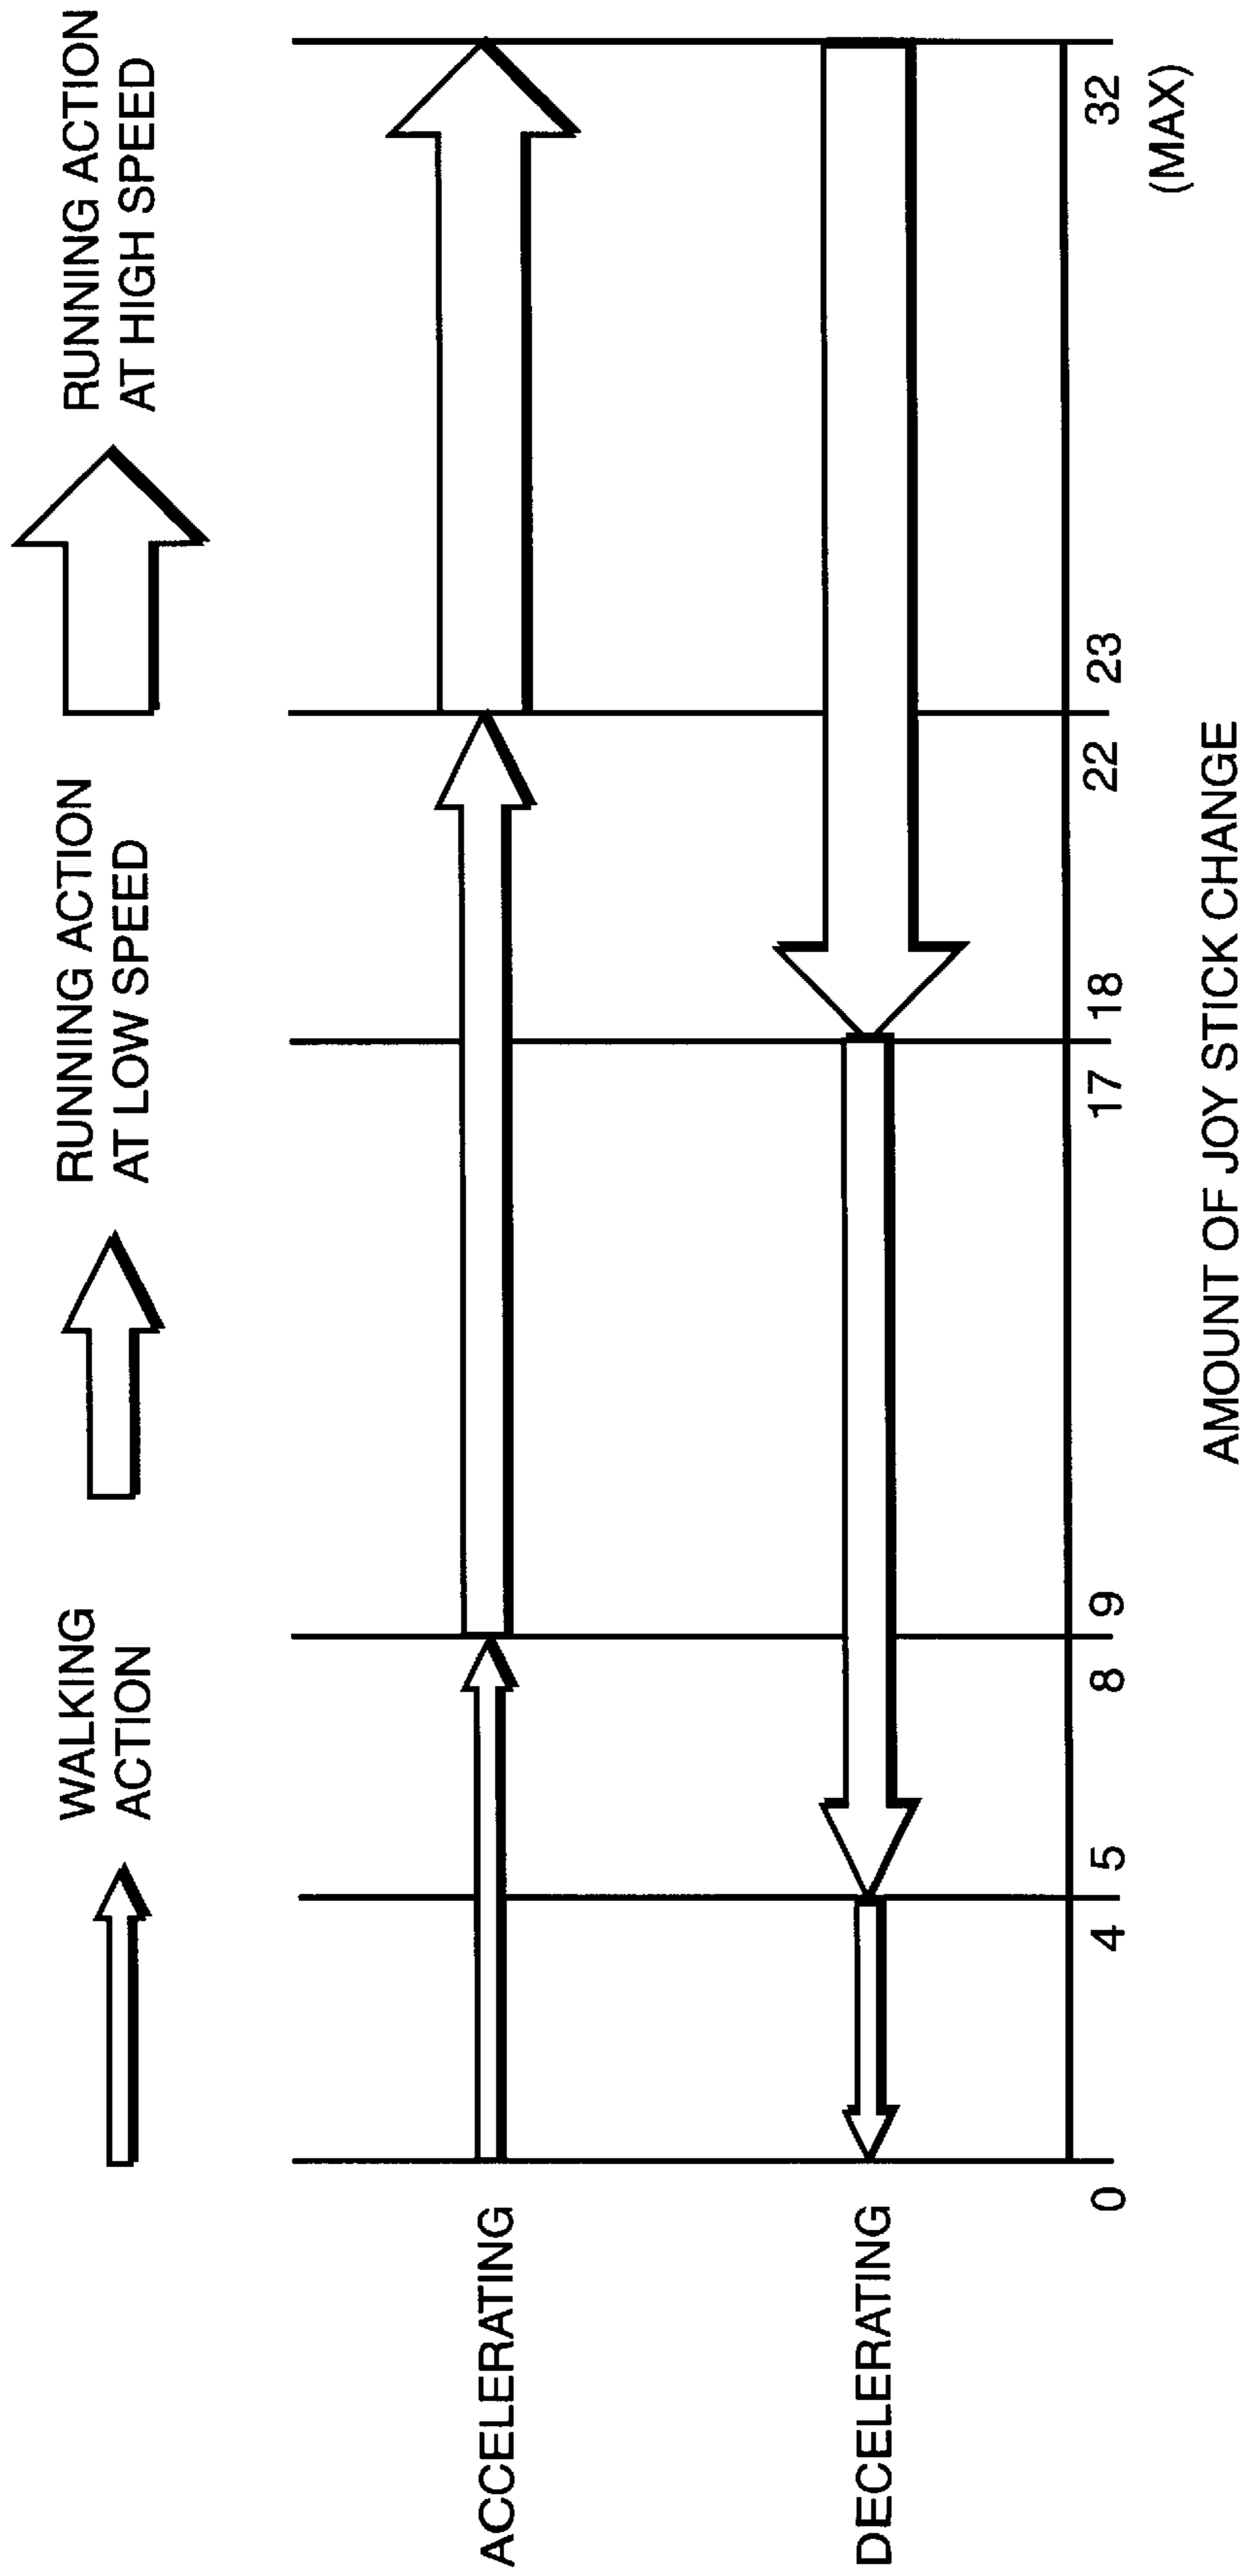 WALKING
ACTION
RUNNING ACTION
AT LOW SPEED
RUNNING ACTION
AT HIGH SPEED
ACCELERATING
DECELERATING
0 4 5 8 9 17 18 22 23 32
(MAX)
AMOUNT OF JOY STICK CHANGE